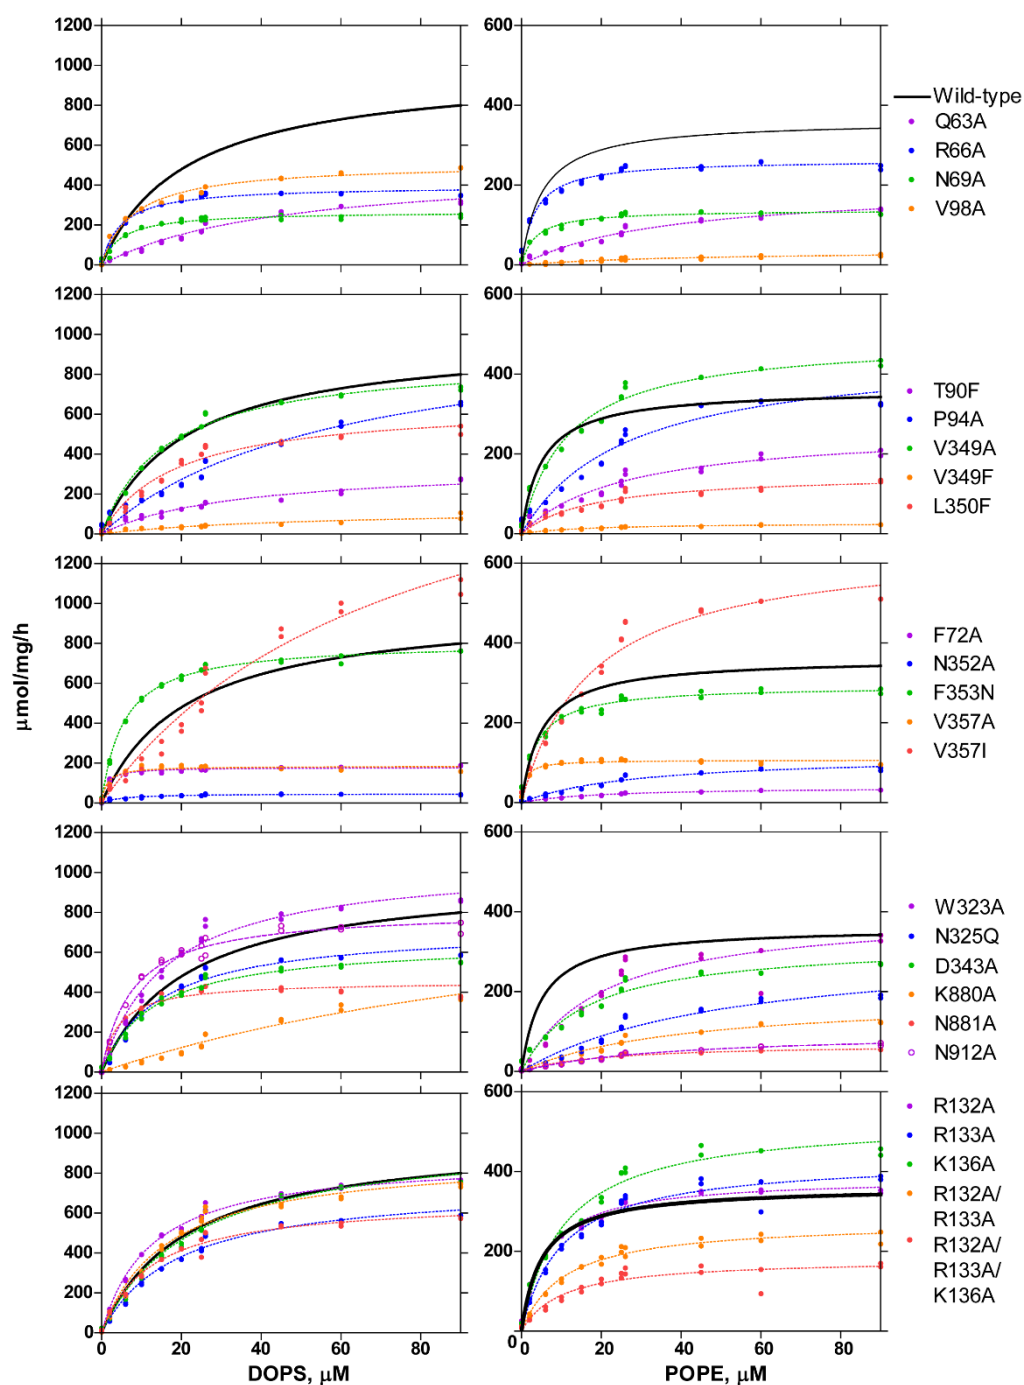 1200
1000
800
600
400
200
0
600
400
200
0
Wild-type
Q63A
R66A
N69A
V98A
1200
1000
800
600
400
200
0
600
400
200
0
T90F
P94A
V349A
V349F
L350F
μmol/mg/h
1200
1000
800
600
400
200
0
600
400
200
0
F72A
N352A
F353N
V357A
V357I
1200
1000
800
600
400
200
0
600
400
200
0
W323A
N325Q
D343A
K880A
N881A
N912A
1200
1000
800
600
400
200
0
0 20 40 60 80
DOPS, μM
600
400
200
0
0 20 40 60 80
POPE, μM
R132A
R133A
K136A
R132A/
R133A
R132A/
R133A/
K136A